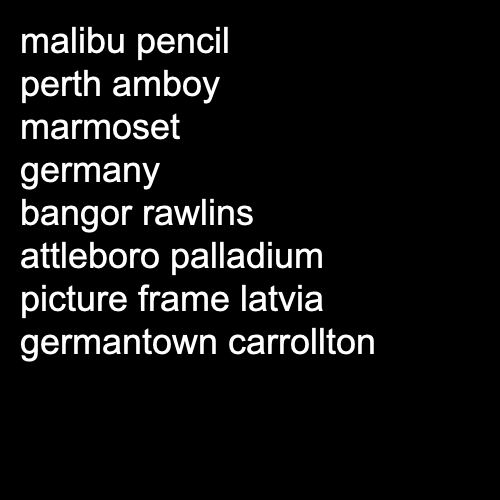 malibu pencil
perth amboy
marmoset
germany
bangor rawlins
attleboro palladium
picture frame latvia
germantown carrollton